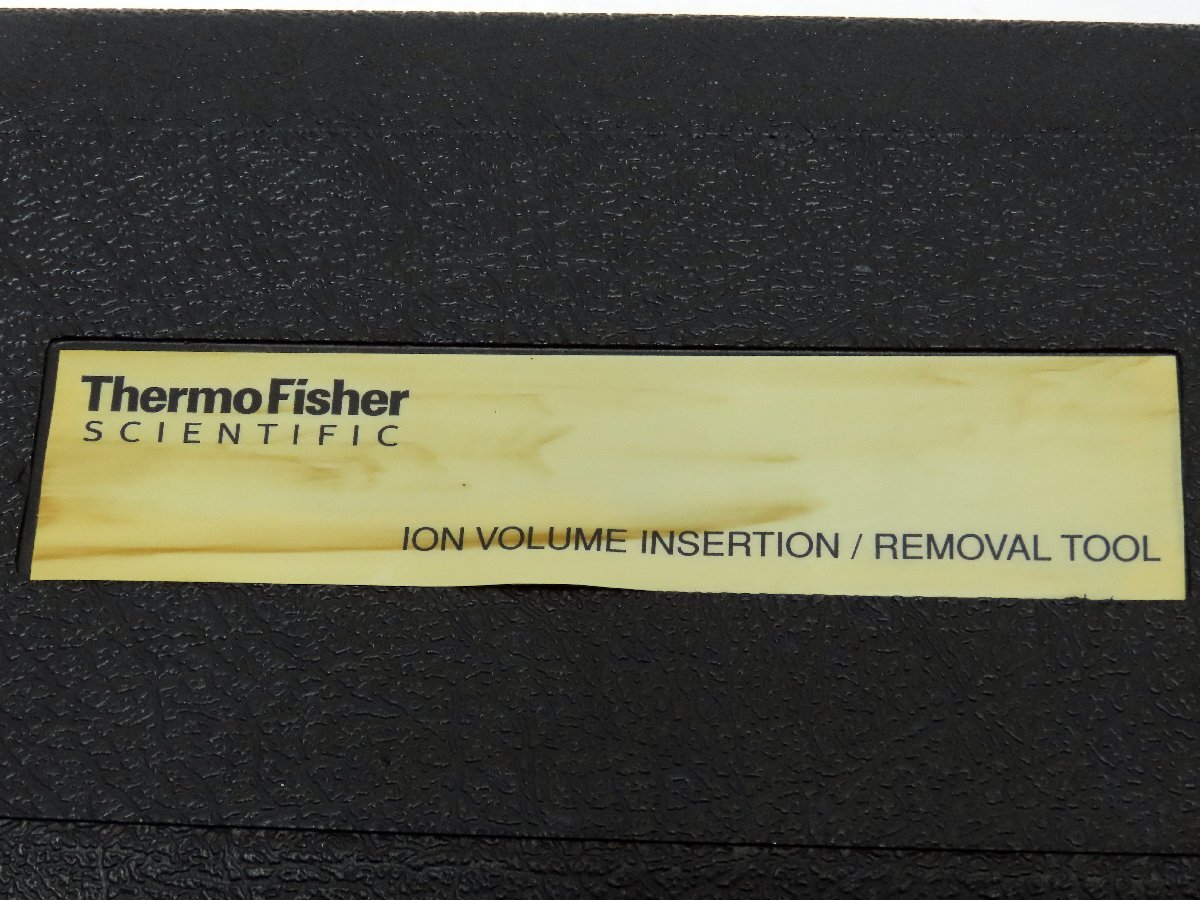 ThermoFisher
SCIENTIFIC
ION VOLUME INSERTION / REMOVAL TOOL